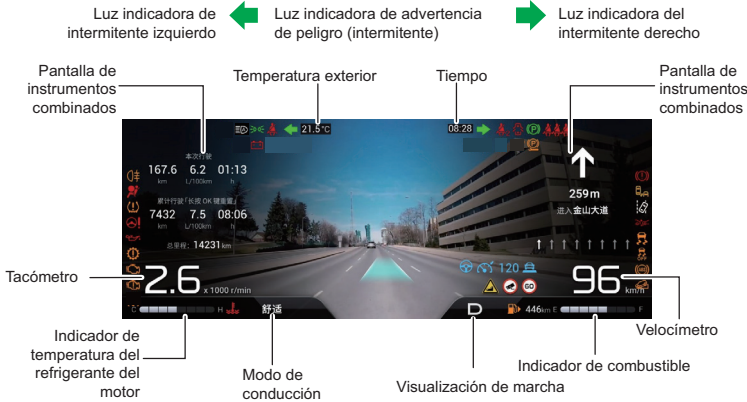 Luz indicadora de
intermitente izquierdo
Luz indicadora de advertencia
de peligro (intermitente)
Luz indicadora del
intermitente derecho
Pantalla de
instrumentos
combinados
Temperatura exterior
Tiempo
Pantalla de
instrumentos
combinados
21.5°C
08:28
本次行驶
167.6 6.2 01:13
km L/100km h
累计行驶「长按 OK 键重置」
7432 7.5 08:06
km L/100km h
总里程: 14231 km
259m
进入 金山大道
120
60
Tacómetro
2.6
x 1000 r/min
96
km/h
C H
舒适
D
446km E F
Velocímetro
Indicador de
temperatura del
refrigerante del
motor
Modo de
conducción
Visualización de marcha
Indicador de combustible